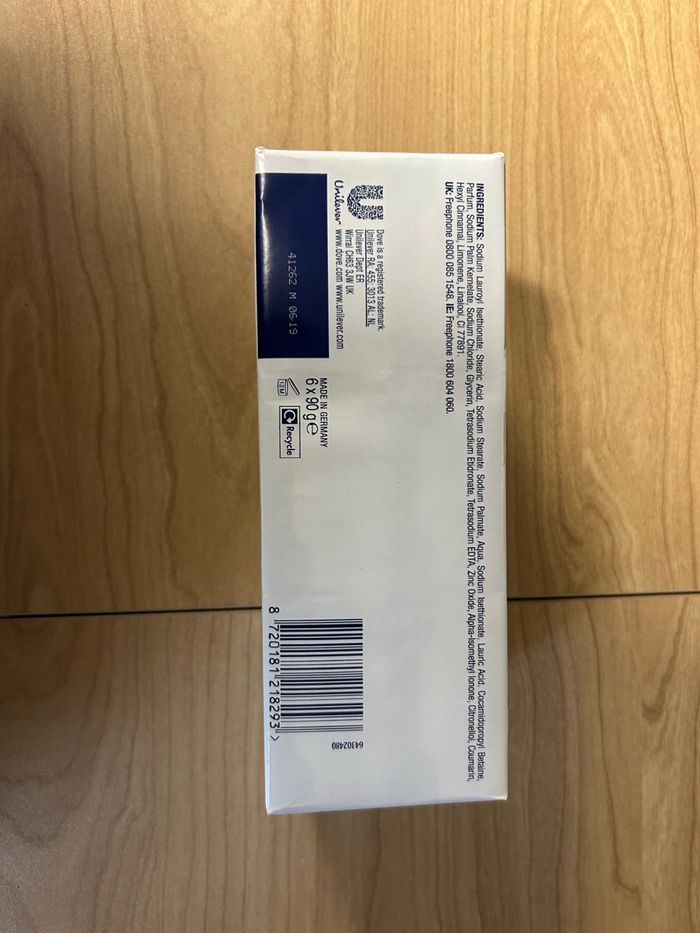 INGREDIENTS: Sodium Lauroyl Isethionate, Stearic Acid, Sodium Stearate, Sodium Palmate, Aqua, Sodium Isethionate, Lauric Acid, Cocamidopropyl Betaine,
Parfum, Sodium Palm Kernelate, Sodium Chloride, Glycerin, Tetrasodium Etidronate, Tetrasodium EDTA, Zinc Oxide, Alpha-Isomethyl Ionone, Citronellol, Coumarin,
Hexyl Cinnamal, Limonene, Linalool, CI 77891.
UK: Freephone 0800 085 1548. IE: Freephone 1800 604 060.
Unilever
Dove is a registered trademark.
Unilever RA: 455; 3013 AL; NL
Unilever Dept ER
Wirral CH63 3JW UK
www.dove.com www.unilever.com
41262 M 06:19
MADE IN GERMANY
6 x 90 g e
12M
Recycle
64302480
8 720181 218293 >